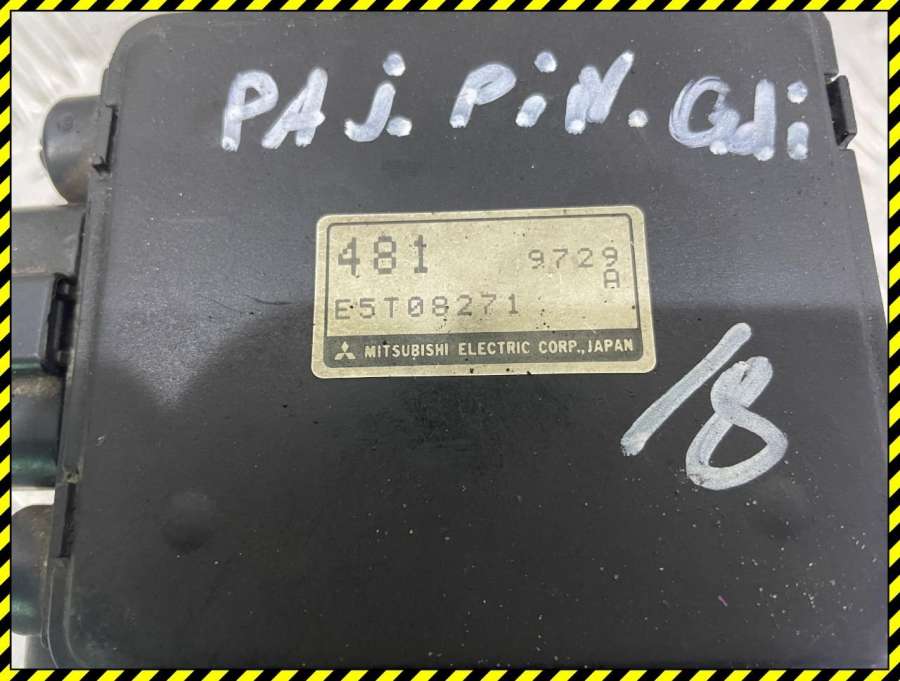 PAJ. PiN. Gdi
481 9729
A
E5T08271
MITSUBISHI ELECTRIC CORP., JAPAN
18